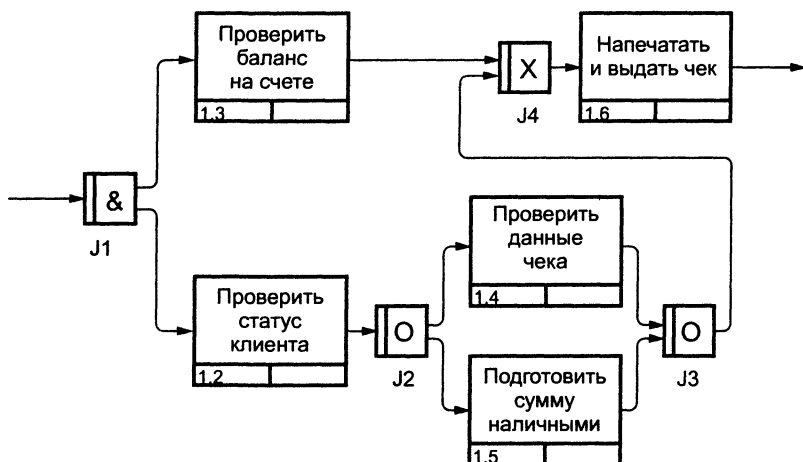 Проверить
баланс
на счете
1.3
X
J4
Напечатать
и выдать чек
1.6
&
J1
Проверить
статус
клиента
1.2
O
J2
Проверить
данные
чека
1.4
Подготовить
сумму
наличными
1.5
O
J3